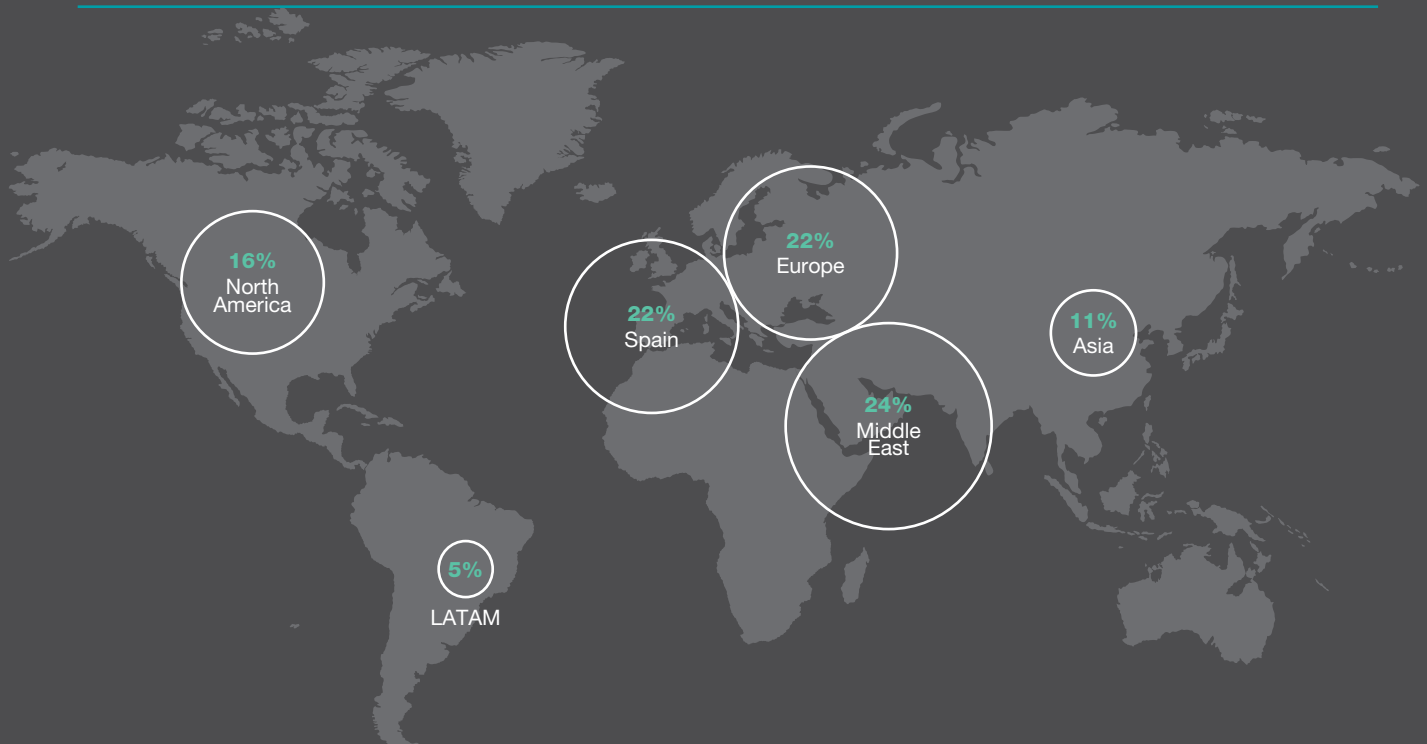 16%
North
America
22%
Spain
22%
Europe
24%
Middle
East
11%
Asia
5%
LATAM